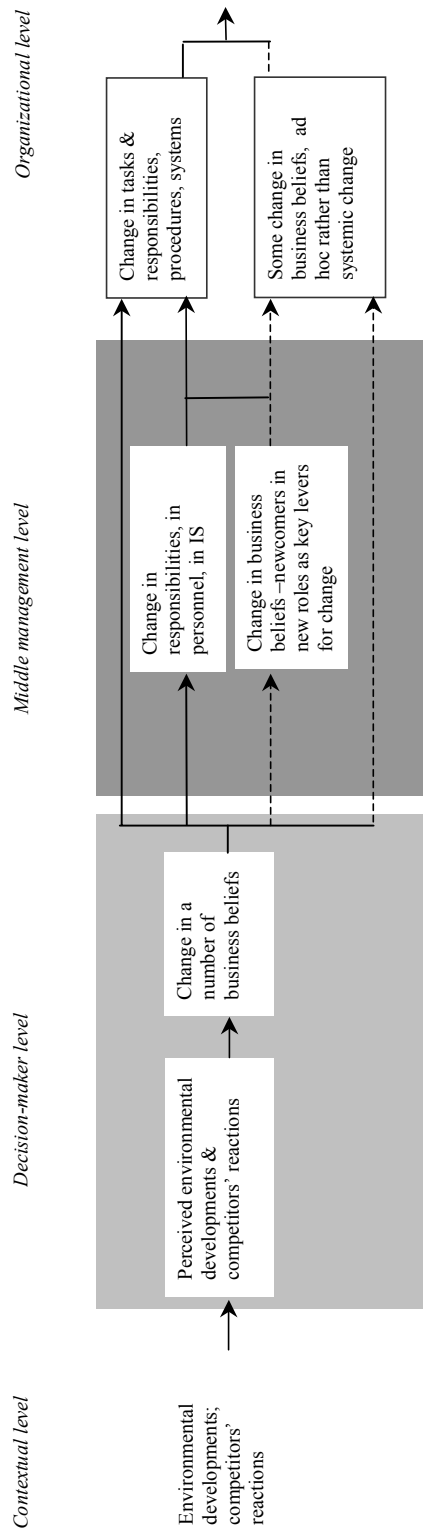 Contextual level
Decision-maker level
Middle management level
Organizational level
Environmental
developments;
competitors’
reactions
Perceived environmental
developments &
competitors’ reactions
Change in a
number of
business beliefs
Change in
responsibilities, in
personnel, in IS
Change in business
beliefs –newcomers in
new roles as key levers
for change
Change in tasks &
responsibilities,
procedures, systems
Some change in
business beliefs, ad
hoc rather than
systemic change